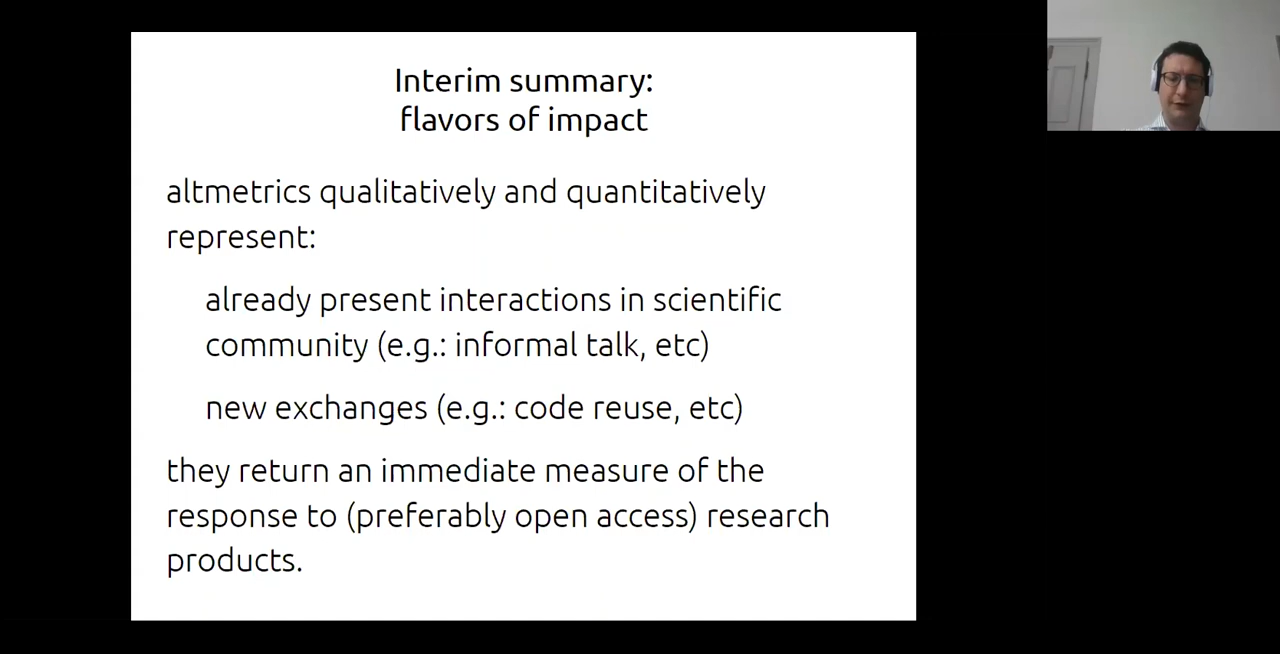 Interim summary:
flavors of impact
altmetrics qualitatively and quantitatively
represent:
already present interactions in scientific
community (e.g.: informal talk, etc)
new exchanges (e.g.: code reuse, etc)
they return an immediate measure of the
response to (preferably open access) research
products.